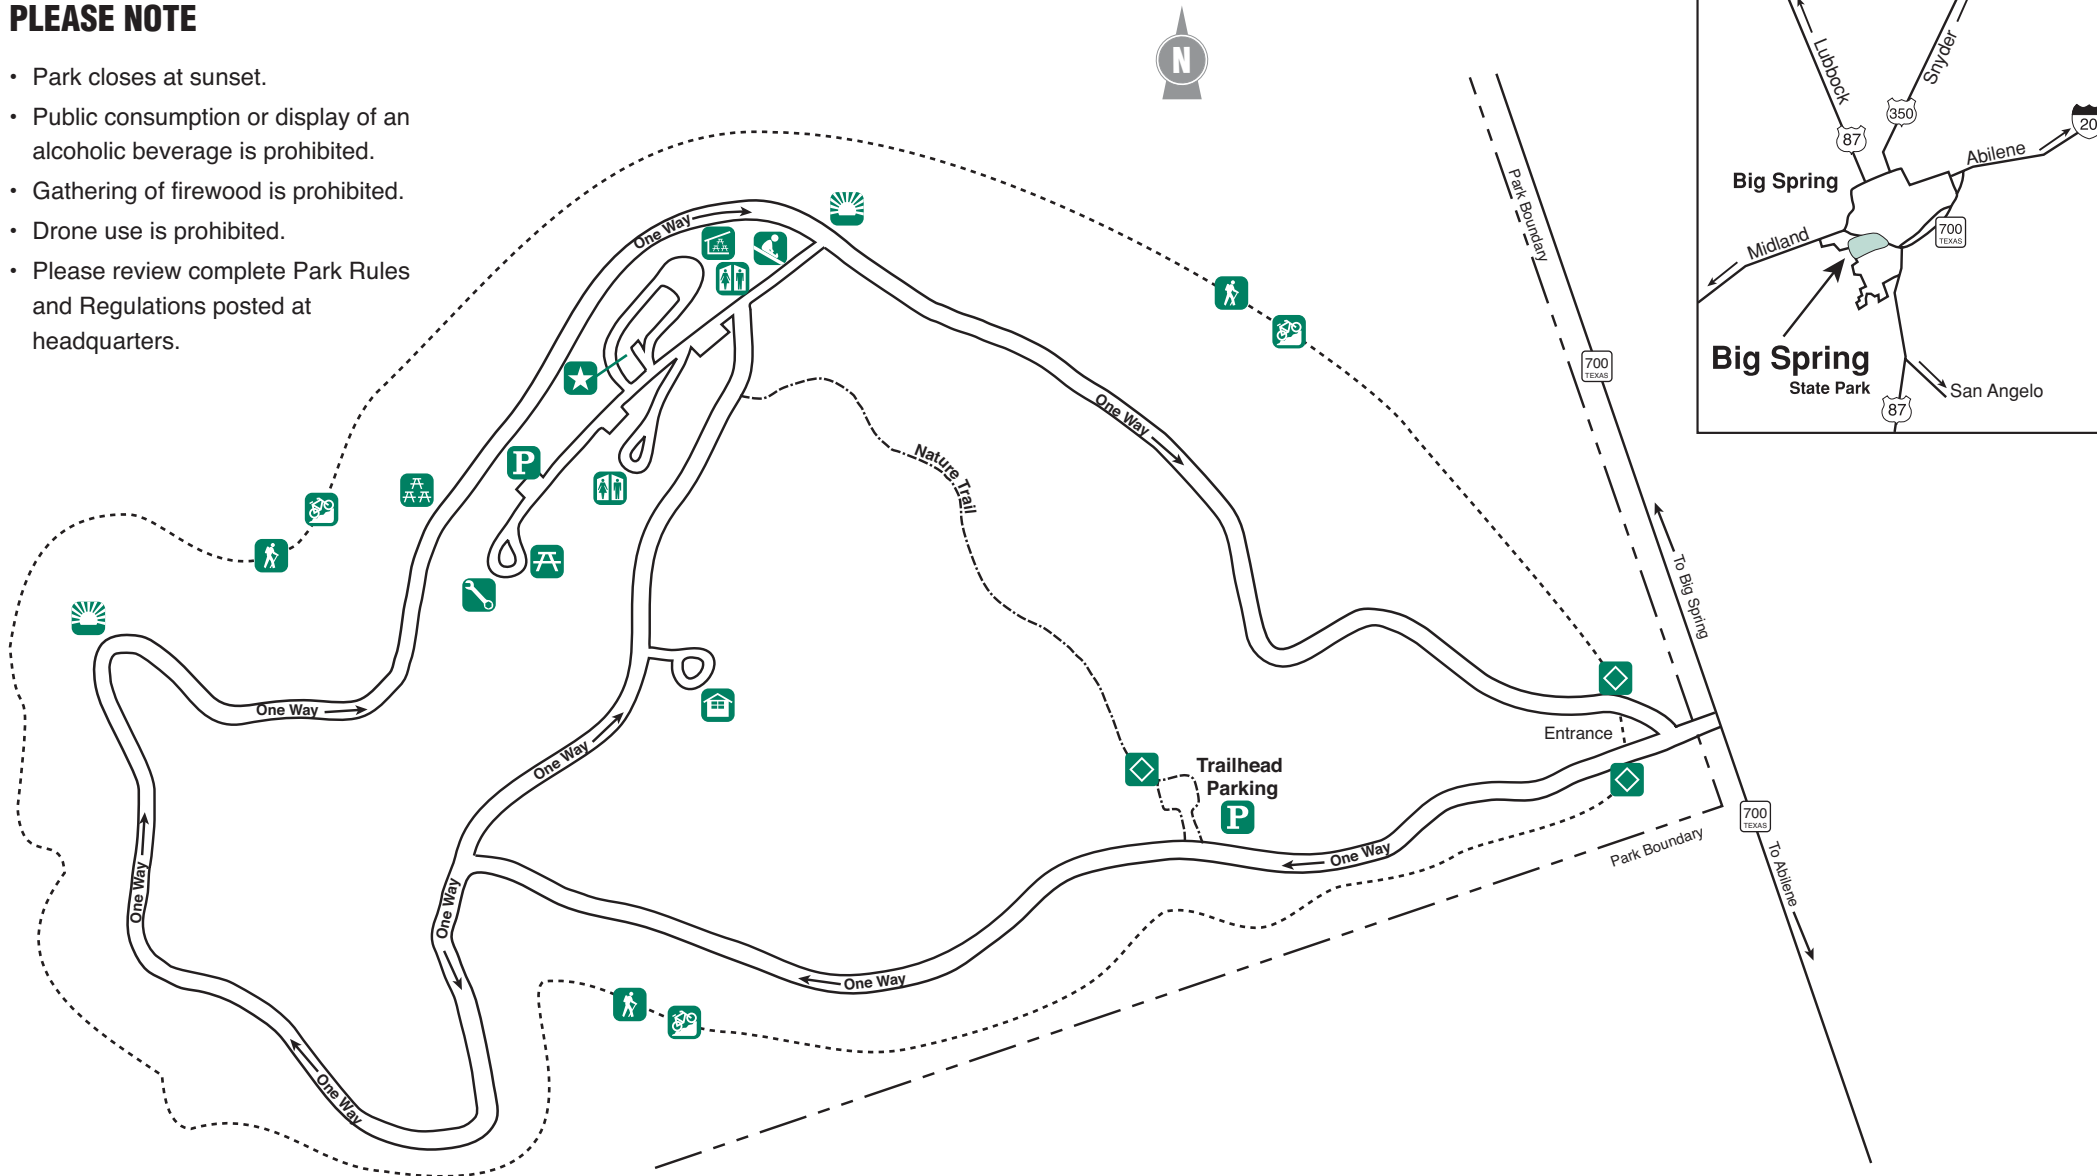 PLEASE NOTE
• Park closes at sunset.
• Public consumption or display of an
alcoholic beverage is prohibited.
• Gathering of firewood is prohibited.
• Drone use is prohibited.
• Please review complete Park Rules
and Regulations posted at
headquarters.
N
One Way
One Way
One Way
One Way
One Way
One Way
One Way
One Way
One Way
P
Nature Trail
Trailhead
Parking
P
Entrance
Park Boundary
Park Boundary
700
TEXAS
To Big Spring
700
TEXAS
To Abilene
Lubbock
Snyder
87
350
20
Abilene
Big Spring
700
TEXAS
Midland
Big Spring
State Park
San Angelo
87